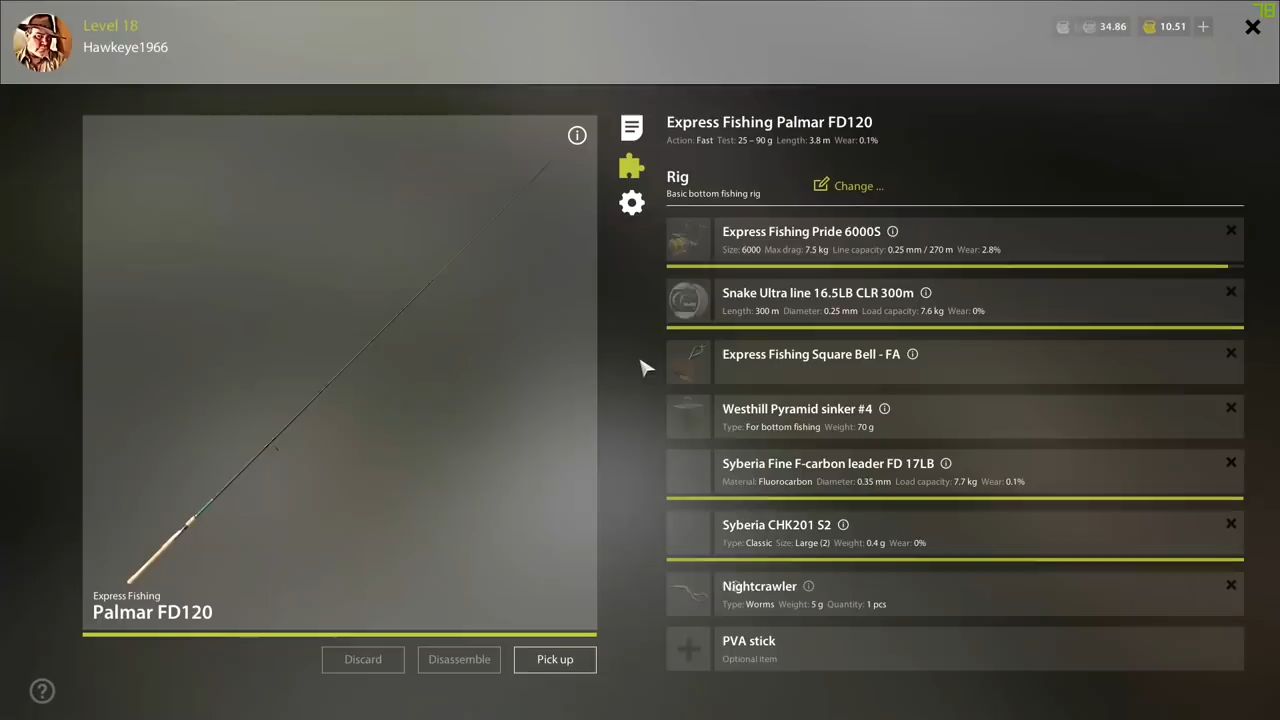 78
Level 18
Hawkeye1966
34.86
10.51
Express Fishing Palmar FD120
Action: Fast Test: 25 – 90 g Length: 3.8 m Wear: 0.1%
Rig
Basic bottom fishing rig
Change ...
Express Fishing Pride 6000S
Size: 6000 Max drag: 7.5 kg Line capacity: 0.25 mm / 270 m Wear: 2.8%
Snake Ultra line 16.5LB CLR 300m
Length: 300 m Diameter: 0.25 mm Load capacity: 7.6 kg Wear: 0%
Express Fishing Square Bell - FA
Westhill Pyramid sinker #4
Type: For bottom fishing Weight: 70 g
Syberia Fine F-carbon leader FD 17LB
Material: Fluorocarbon Diameter: 0.35 mm Load capacity: 7.7 kg Wear: 0.1%
Syberia CHK201 S2
Type: Classic Size: Large (2) Weight: 0.4 g Wear: 0%
Nightcrawler
Type: Worms Weight: 5 g Quantity: 1 pcs
PVA stick
Optional item
Express Fishing
Palmar FD120
Discard
Disassemble
Pick up